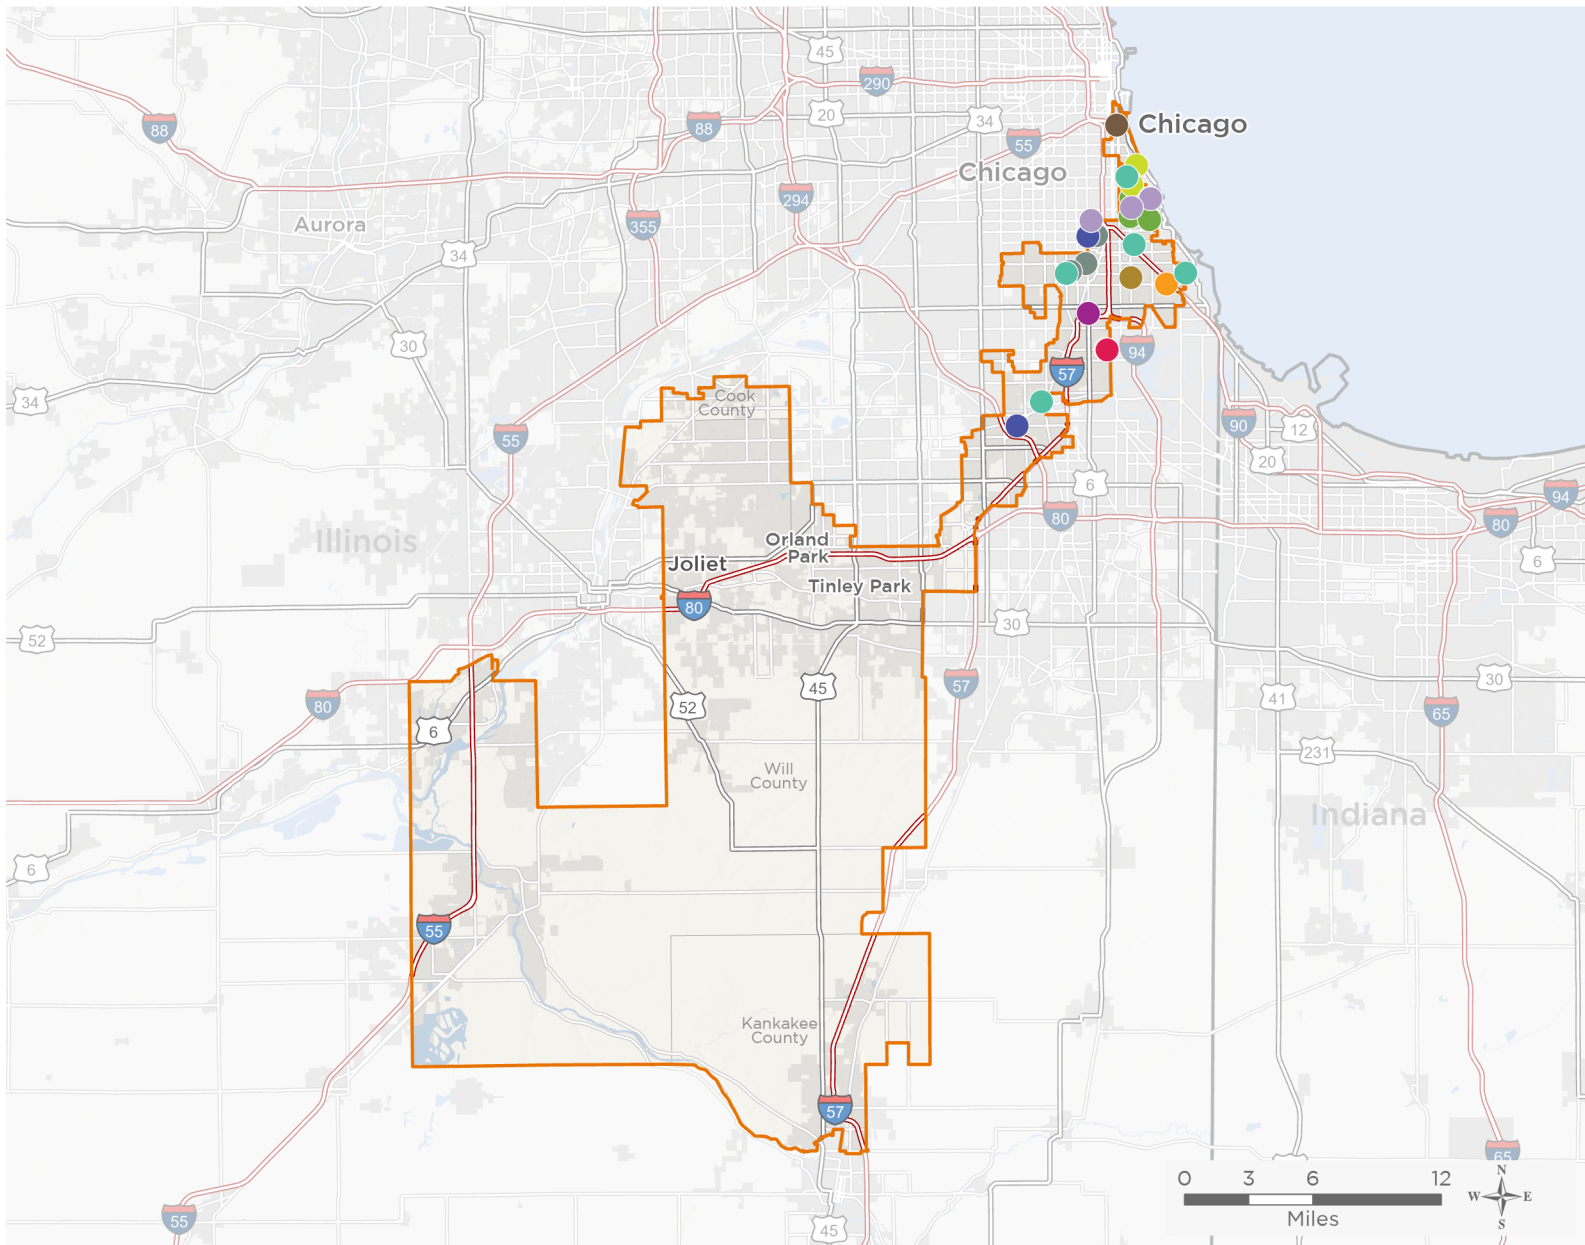 45
290
88
20
34
88
55
Chicago
Chicago
294
Aurora
355
34
30
94
57
34
Cook
County
55
90
12
20
6
94
80
80
Illinois
Orland
Park
Joliet
6
Tinley Park
80
52
30
57
30
45
41
80
52
65
6
231
Will
County
Indiana
6
55
Kankakee
County
57
65
55
45
0 3 6 12
Miles
N
W E
S